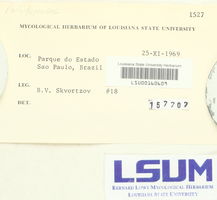 1527
MYCOLOGICAL HERBARIUM OF LOUISIANA STATE UNIVERSITY
LOC: Parque do Estado 25-XI-1969
Sao Paulo, Brazil
Louisiana State University Herbarium
LEG: B.V. Skvortzov #18
DET.
157707
LSUM
BERNARD LOWY MYCOLOGICAL HERBARIUM
LOUISIANA STATE UNIVERSITY